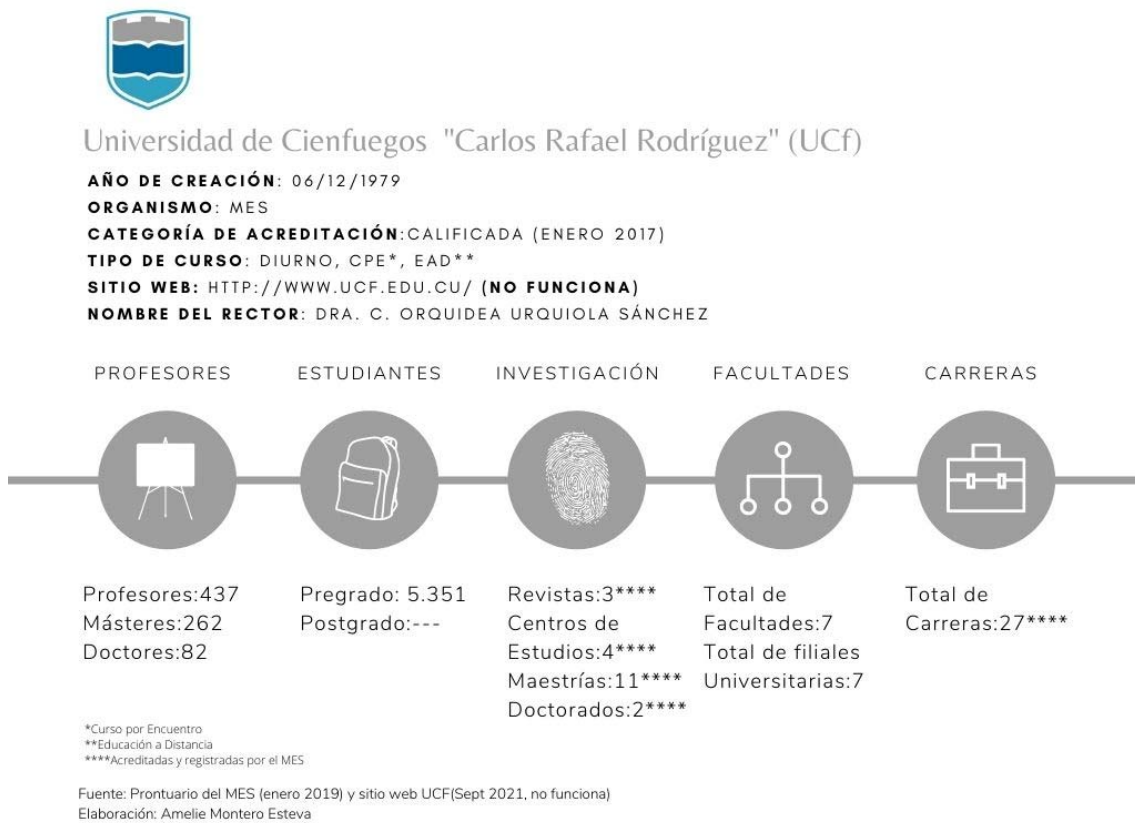 Universidad de Cienfuegos "Carlos Rafael Rodríguez" (UCf)
AÑO DE CREACIÓN: 06/12/1979
ORGANISMO: MES
CATEGORÍA DE ACREDITACIÓN:CALIFICADA (ENERO 2017)
TIPO DE CURSO: DIURNO, CPE*, EAD**
SITIO WEB: HTTP://WWW.UCF.EDU.CU/ (NO FUNCIONA)
NOMBRE DEL RECTOR: DRA. C. ORQUIDEA URQUIOLA SÁNCHEZ
PROFESORES
ESTUDIANTES
INVESTIGACIÓN
FACULTADES
CARRERAS
Profesores:437
Másteres:262
Doctores:82
Pregrado: 5.351
Postgrado:---
Revistas:3****
Centros de
Estudios:4****
Maestrías:11****
Doctorados:2****
Total de
Facultades:7
Total de filiales
Universitarias:7
Total de
Carreras:27****
*Curso por Encuentro
**Educación a Distancia
****Acreditadas y registradas por el MES
Fuente: Prontuario del MES (enero 2019) y sitio web UCF(Sept 2021, no funciona)
Elaboración: Amelie Montero Esteva